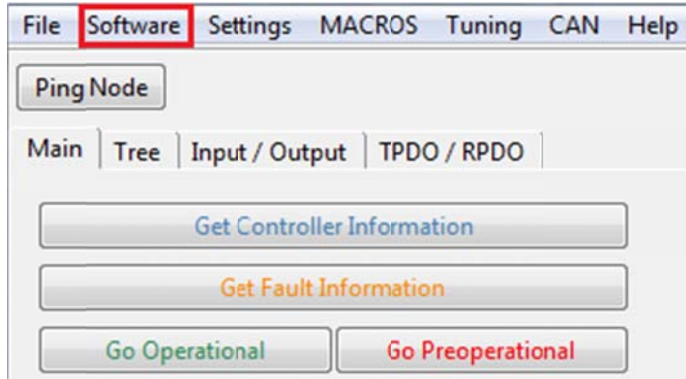 File Software Settings MACROS Tuning CAN Help
Ping Node
Main Tree Input / Output TPDO / RPDO
Get Controller Information
Get Fault Information
Go Operational Go Preoperational